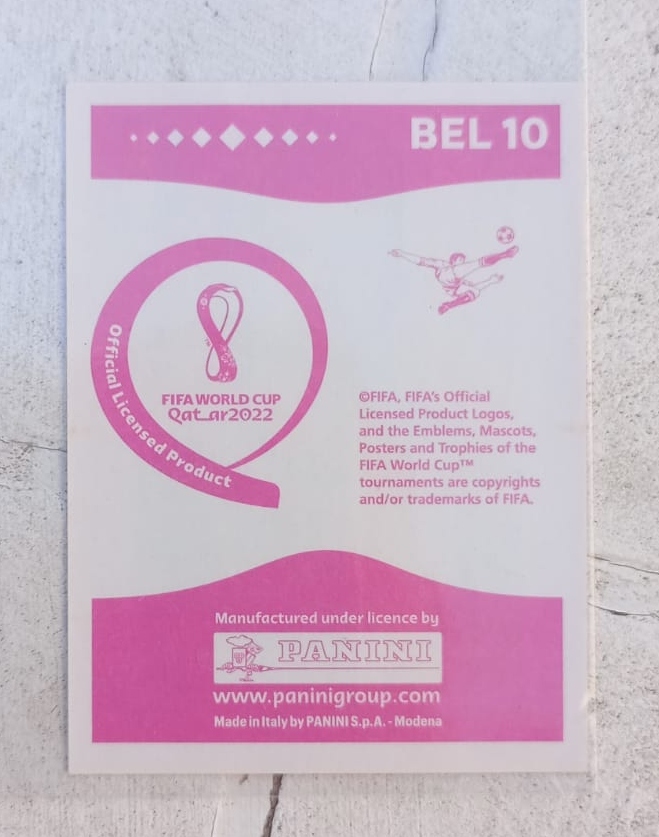 BEL 10
Official Licensed Product
FIFA WORLD CUP
Qatar2022
©FIFA, FIFA's Official
Licensed Product Logos,
and the Emblems, Mascots,
Posters and Trophies of the
FIFA World Cup™
tournaments are copyrights
and/or trademarks of FIFA.
Manufactured under licence by
PANINI
www.paninigroup.com
Made in Italy by PANINI S.p.A. - Modena